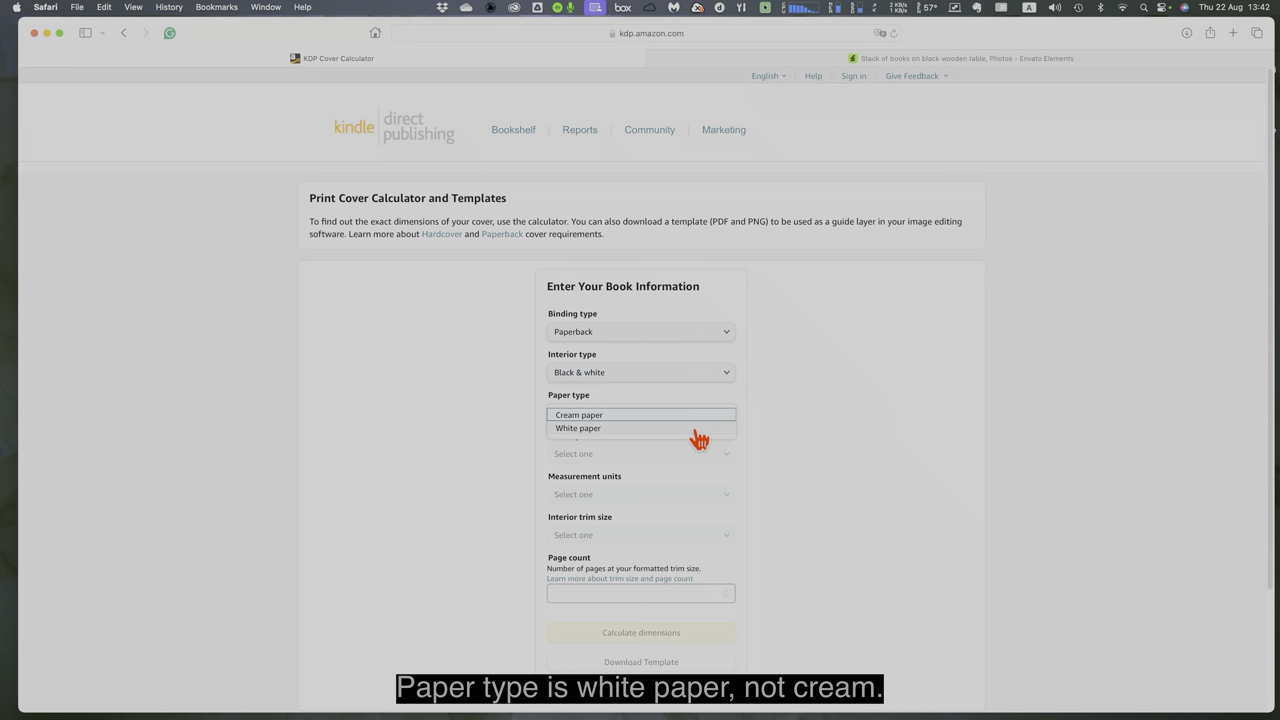 Safari File Edit View History Bookmarks Window Help
1 KB/s
Thu 22 Aug 13:42
kdp.amazon.com
KDP Cover Calculator
Stack of books on black wooden table, Photos - Envato Elements
English Help Sign in Give Feedback
kindle direct publishing
Bookshelf Reports Community Marketing
Print Cover Calculator and Templates
To find out the exact dimensions of your cover, use the calculator. You can also download a template (PDF and PNG) to be used as a guide layer in your image editing
software. Learn more about Hardcover and Paperback cover requirements.
Enter Your Book Information
Binding type
Paperback
Interior type
Black & white
Paper type
Cream paper
White paper
Select one
Measurement units
Select one
Interior trim size
Select one
Page count
Number of pages at your formatted trim size.
Learn more about trim size and page count
Calculate dimensions
Download Template
Paper type is white paper, not cream.